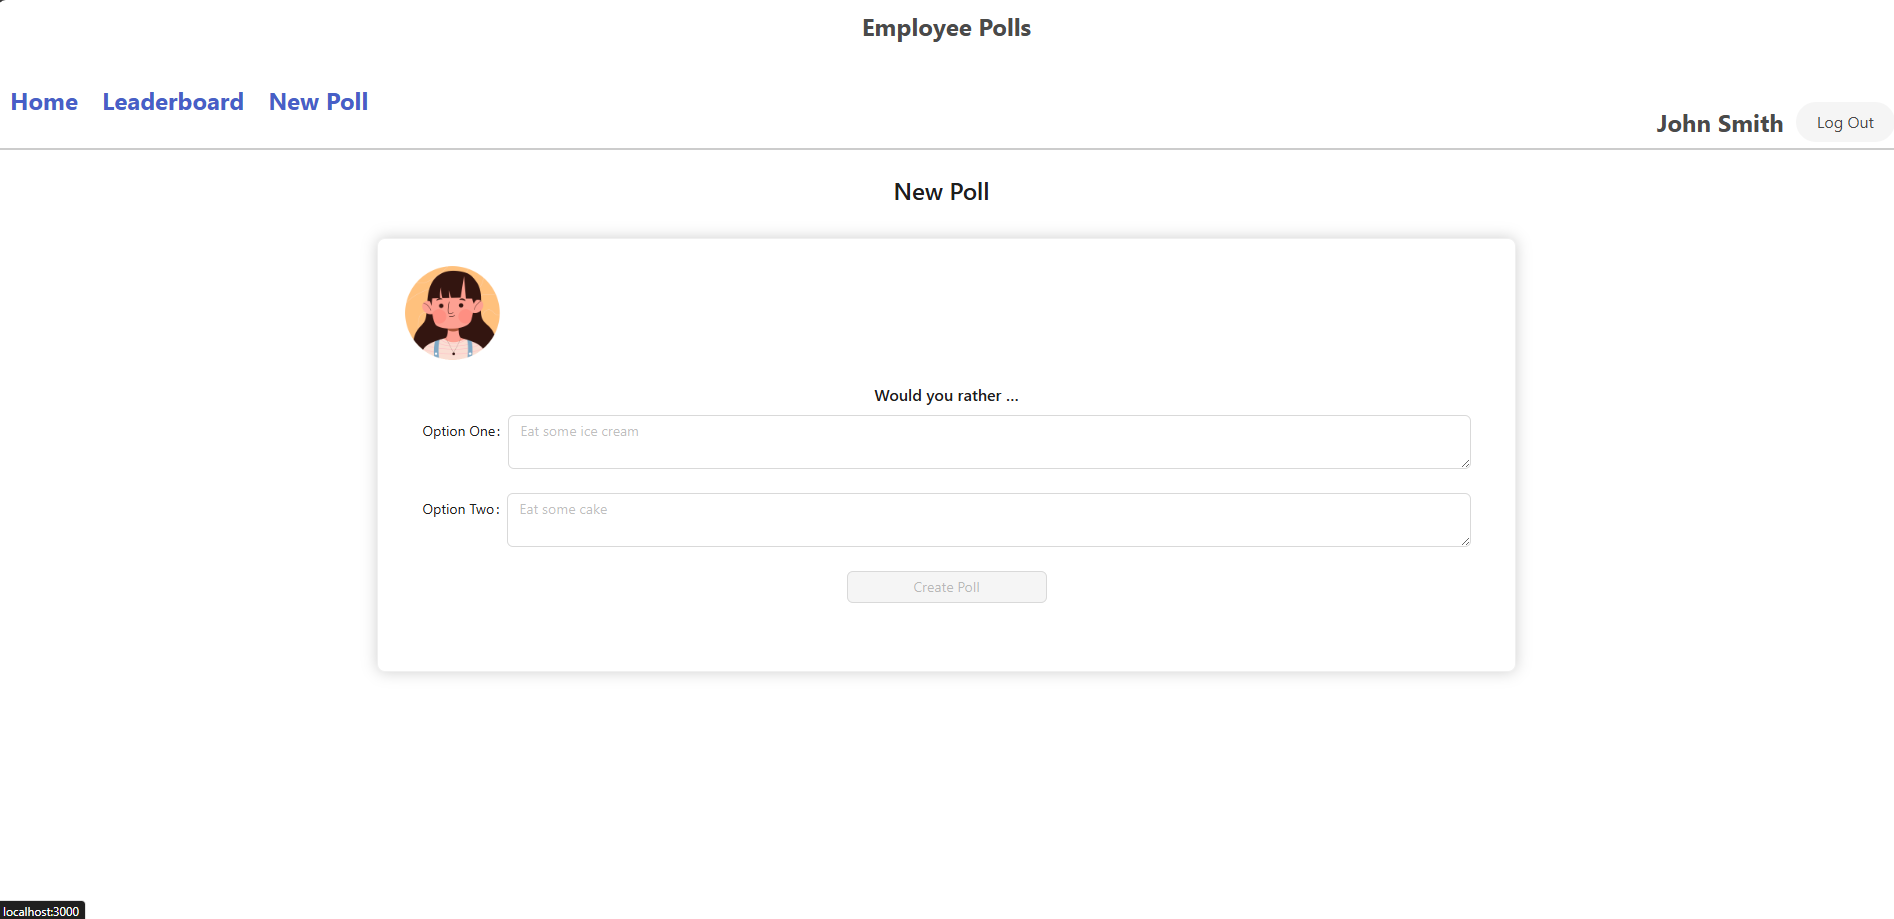 Employee Polls
Home Leaderboard New Poll
John Smith Log Out
New Poll
Would you rather ...
Option One: Eat some ice cream
Option Two: Eat some cake
Create Poll
localhost:3000